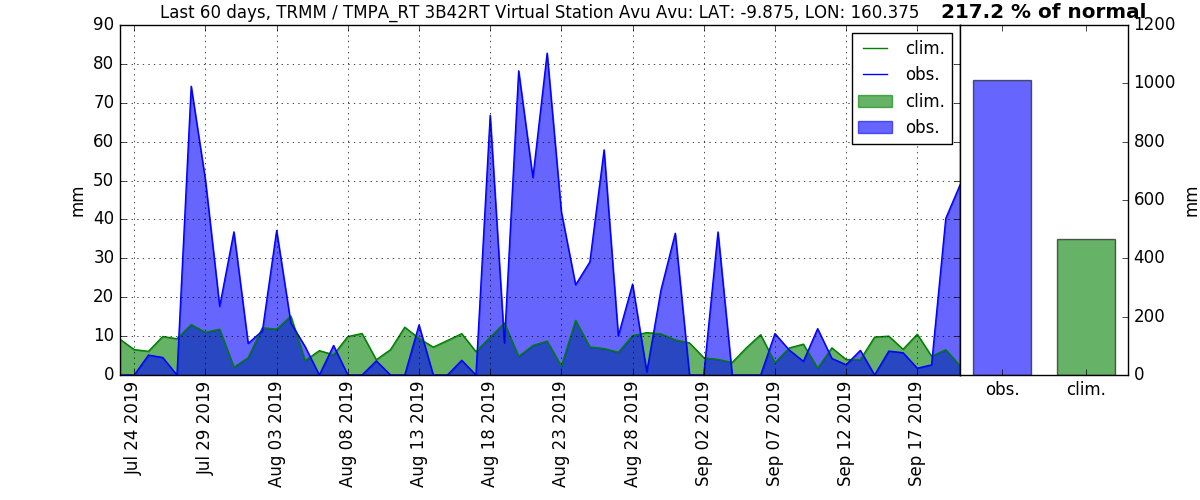 Last 60 days, TRMM / TMPA_RT 3B42RT Virtual Station Avu Avu: LAT: -9.875, LON: 160.375
217.2 % of normal
90
80
70
60
50
40
30
20
10
0
mm
clim.
obs.
clim.
obs.
1200
1000
800
600
400
200
0
mm
obs.
clim.
Jul 24 2019
Jul 29 2019
Aug 03 2019
Aug 08 2019
Aug 13 2019
Aug 18 2019
Aug 23 2019
Aug 28 2019
Sep 02 2019
Sep 07 2019
Sep 12 2019
Sep 17 2019